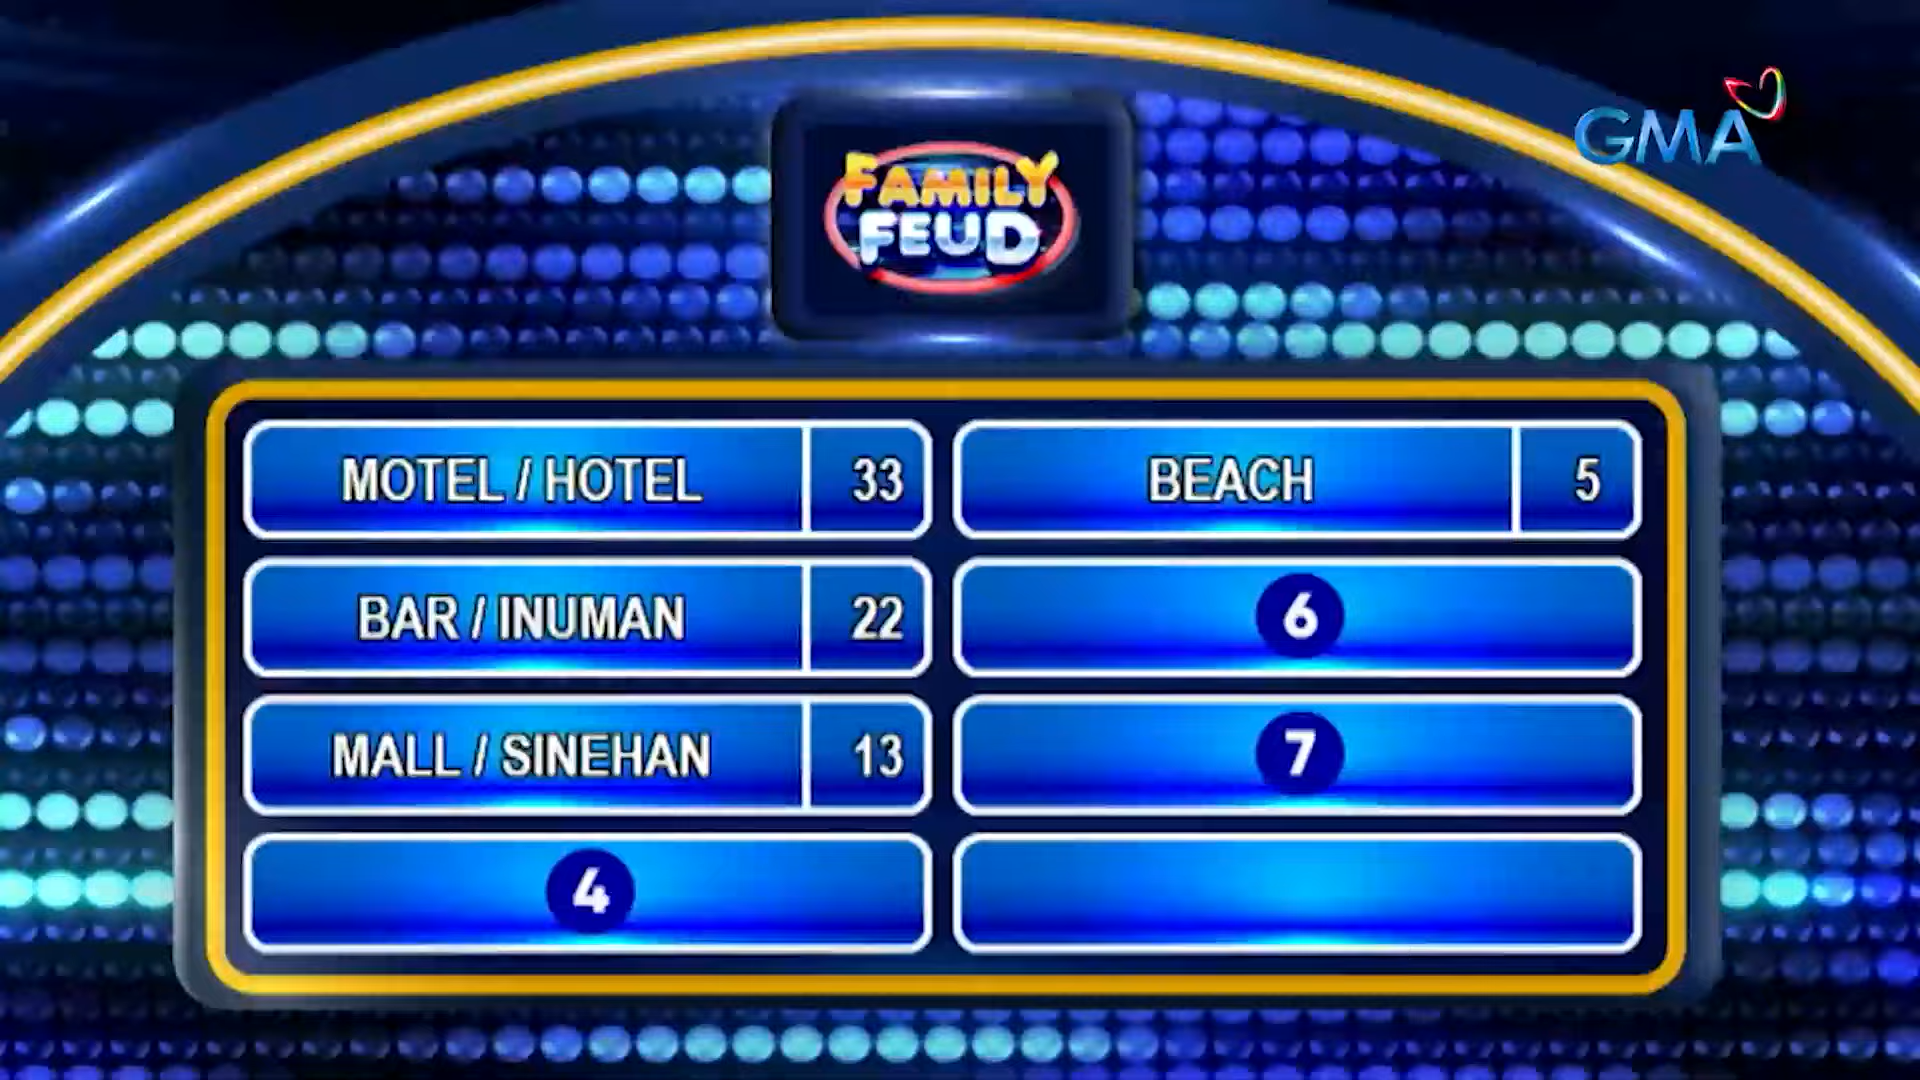 GMA
FAMILY
FEUD
MOTEL / HOTEL 33
BAR / INUMAN 22
MALL / SINEHAN 13
4
BEACH 5
6
7